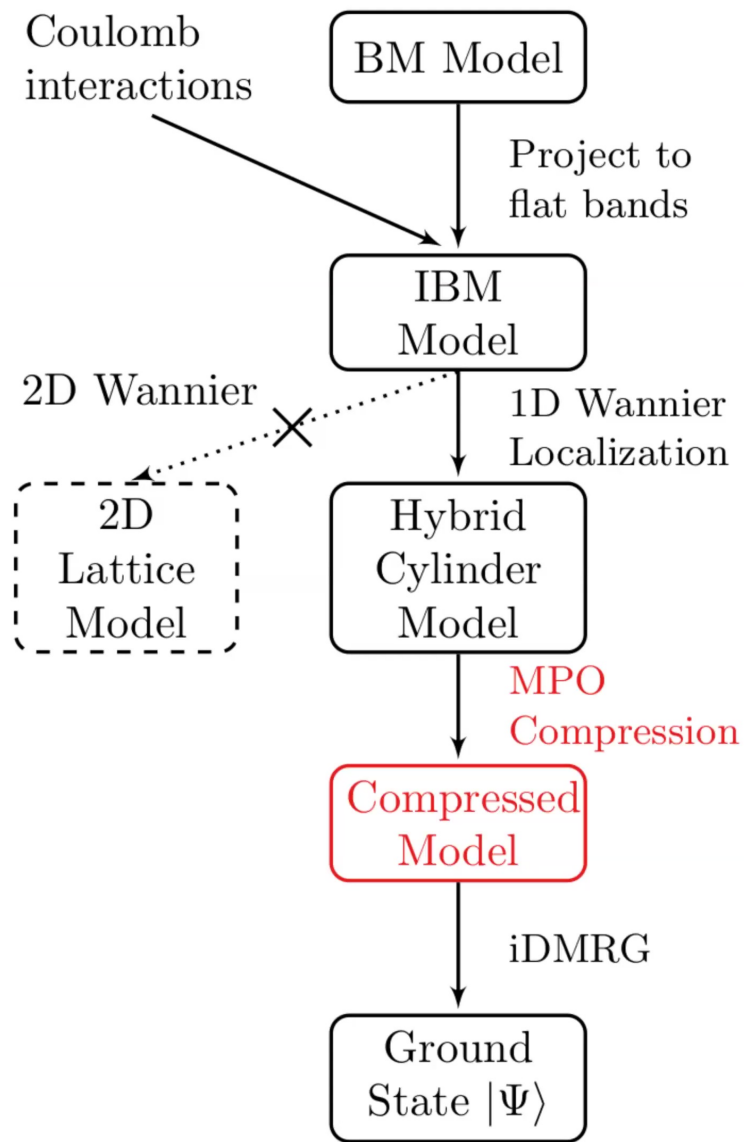 Coulomb
interactions
BM Model
Project to
flat bands
IBM
Model
2D Wannier
1D Wannier
Localization
2D
Lattice
Model
Hybrid
Cylinder
Model
MPO
Compression
Compressed
Model
iDMRG
Ground
State |Ψ⟩